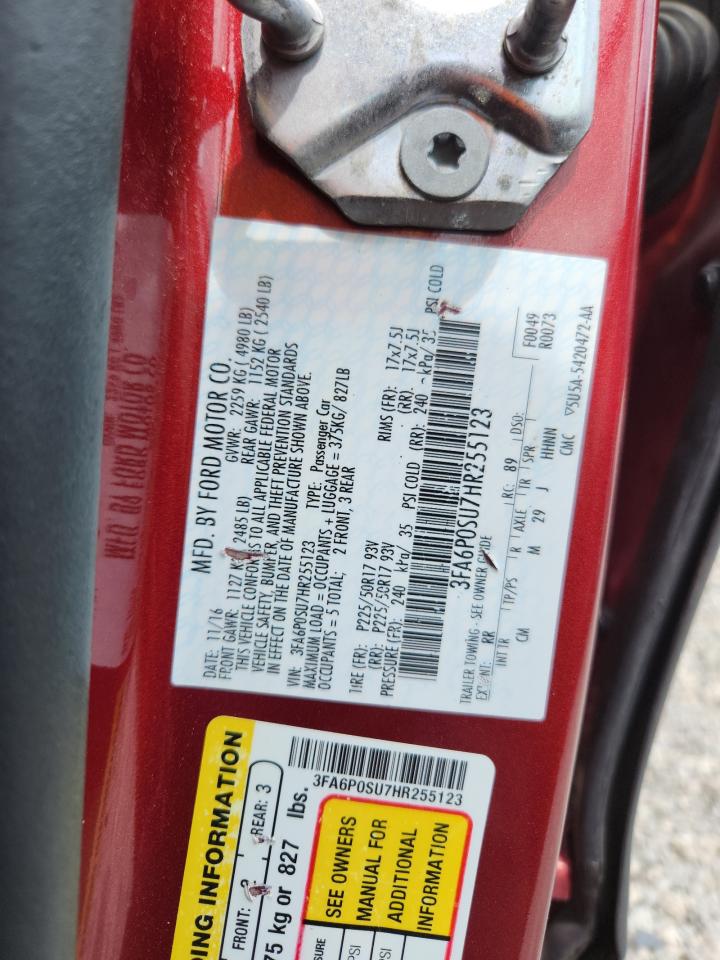 MFD. BY FORD MOTOR CO.
DATE: 11/16 GVWR: 2259 KG ( 4980 LB)
FRONT GAWR: 1127 K 2485 LB) REAR GAWR: 1152 KG ( 2540 LB)
THIS VEHICLE CONFORMS TO ALL APPLICABLE FEDERAL MOTOR
VEHICLE SAFETY, BUMPER, AND THEFT PREVENTION STANDARDS
IN EFFECT ON THE DATE OF MANUFACTURE SHOWN ABOVE.
VIN: 3FA6P0SU7HR255123 TYPE: Passenger Car
MAXIMUM LOAD = OCCUPANTS + LUGGAGE = 375KG/ 827LB
OCCUPANTS = 5 TOTAL: 2 FRONT, 3 REAR
TIRE (FR): P225/50R17 93V RIMS (FR): 17x7.5J
(RR): P225/50R17 93V (RR): 17x7.5J
PRESSURE (FR): 240 kPa/ 35 PSI COLD (RR): 240 kPa/ 35 PSI COLD
3FA6P0SU7HR255123
TRAILER TOWING - SEE OWNER GUIDE
EXT PNT: RR RC: 89 DSO: F0049
R0073
INT TR TP/PS R AXLE TR SPR
CM M 29 J HHNNN
CMC 5U5A-5420472-AA
3FA6P0SU7HR255123
DING INFORMATION
FRONT: 2 REAR: 3
75 kg or 827 lbs.
SURE
PSI
PSI
SEE OWNERS
MANUAL FOR
ADDITIONAL
INFORMATION